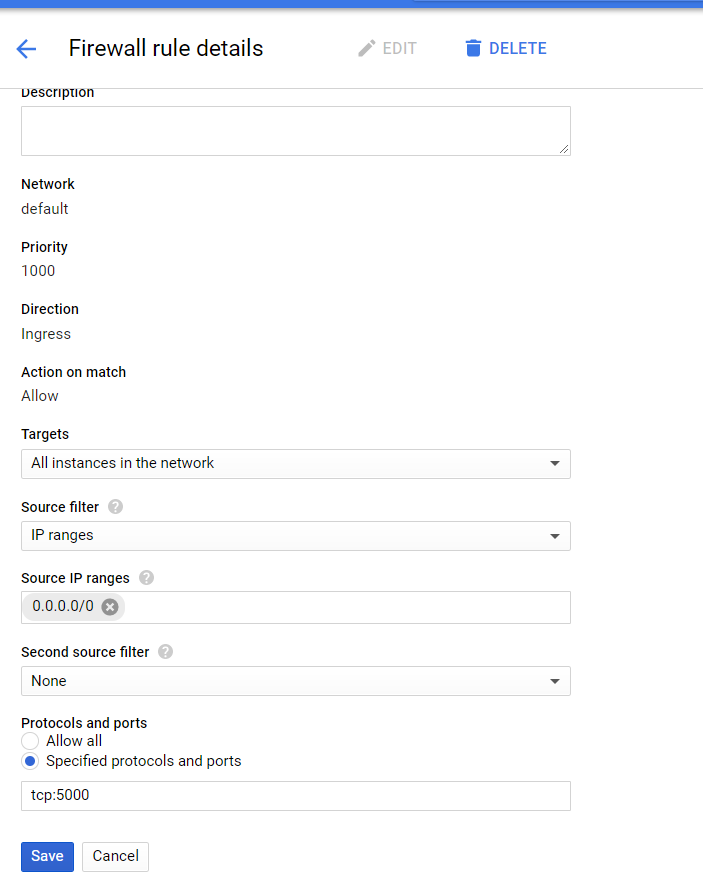 Firewall rule details
EDIT
DELETE
Description
Network
default
Priority
1000
Direction
Ingress
Action on match
Allow
Targets
All instances in the network
Source filter ?
IP ranges
Source IP ranges ?
0.0.0.0/0
Second source filter ?
None
Protocols and ports
Allow all
Specified protocols and ports
tcp:5000
Save
Cancel